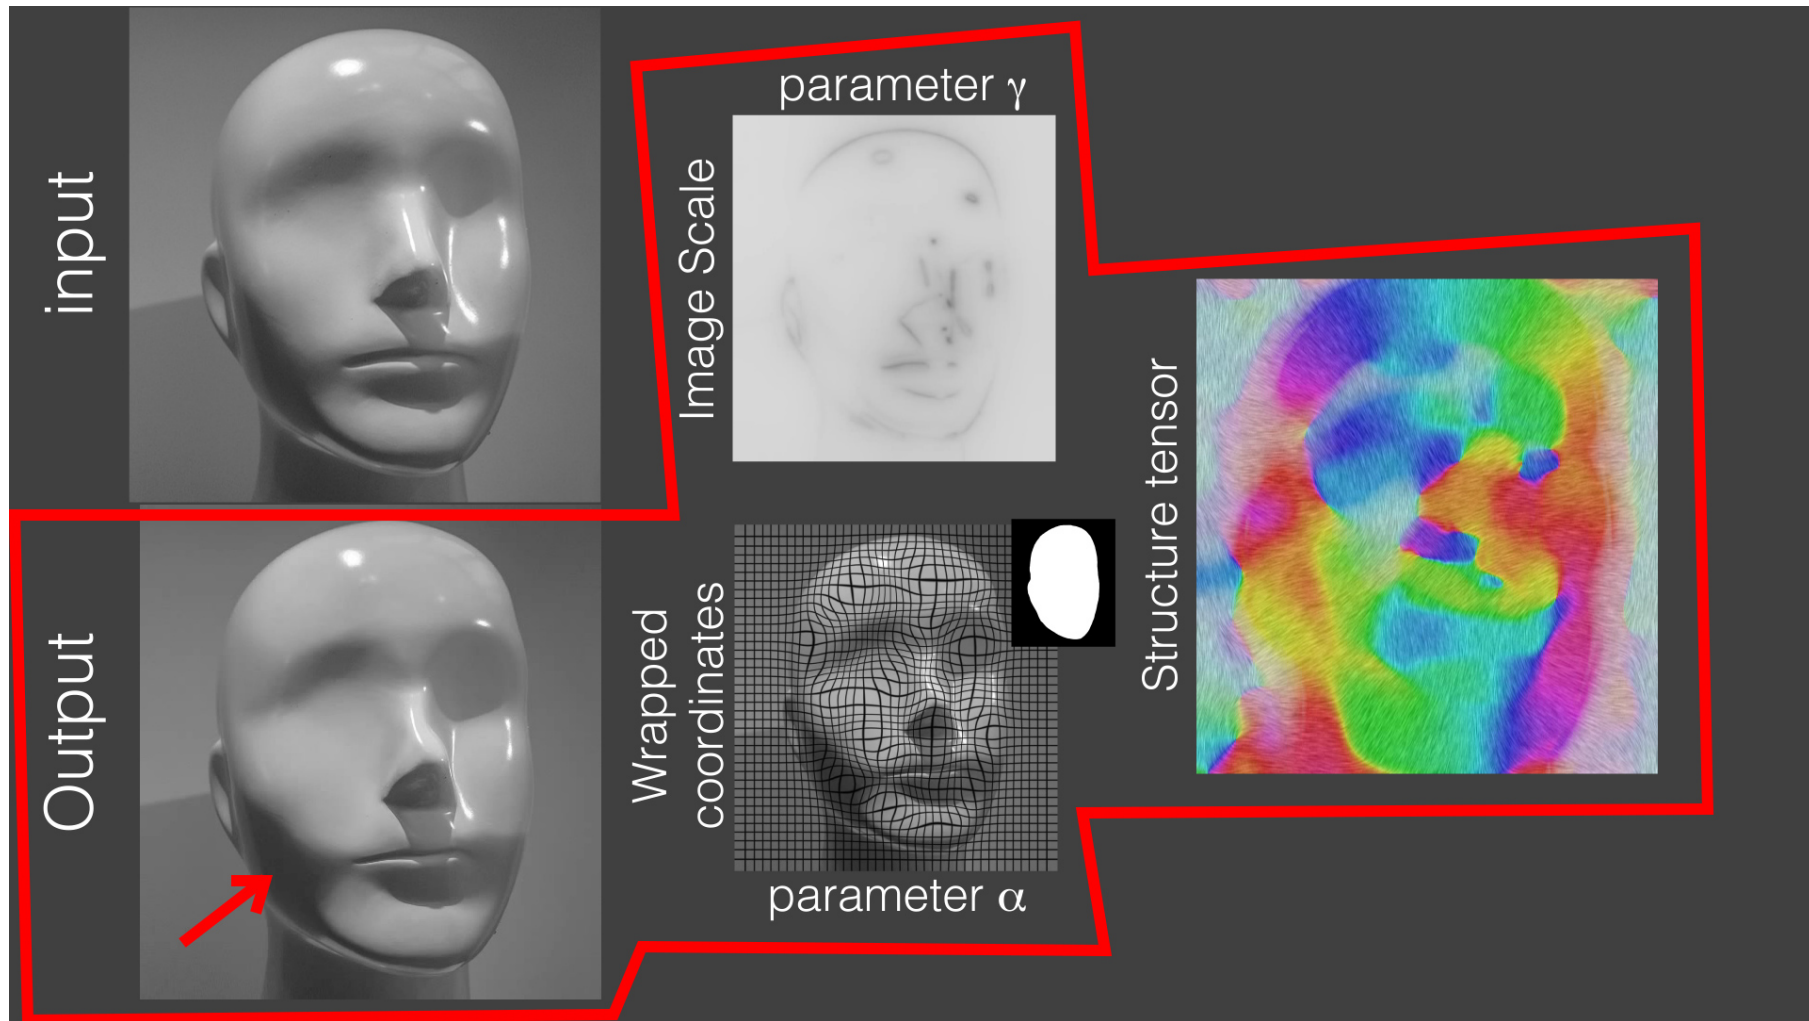 input
parameter γ
Image Scale
Structure tensor
Output
Wrapped
coordinates
parameter α